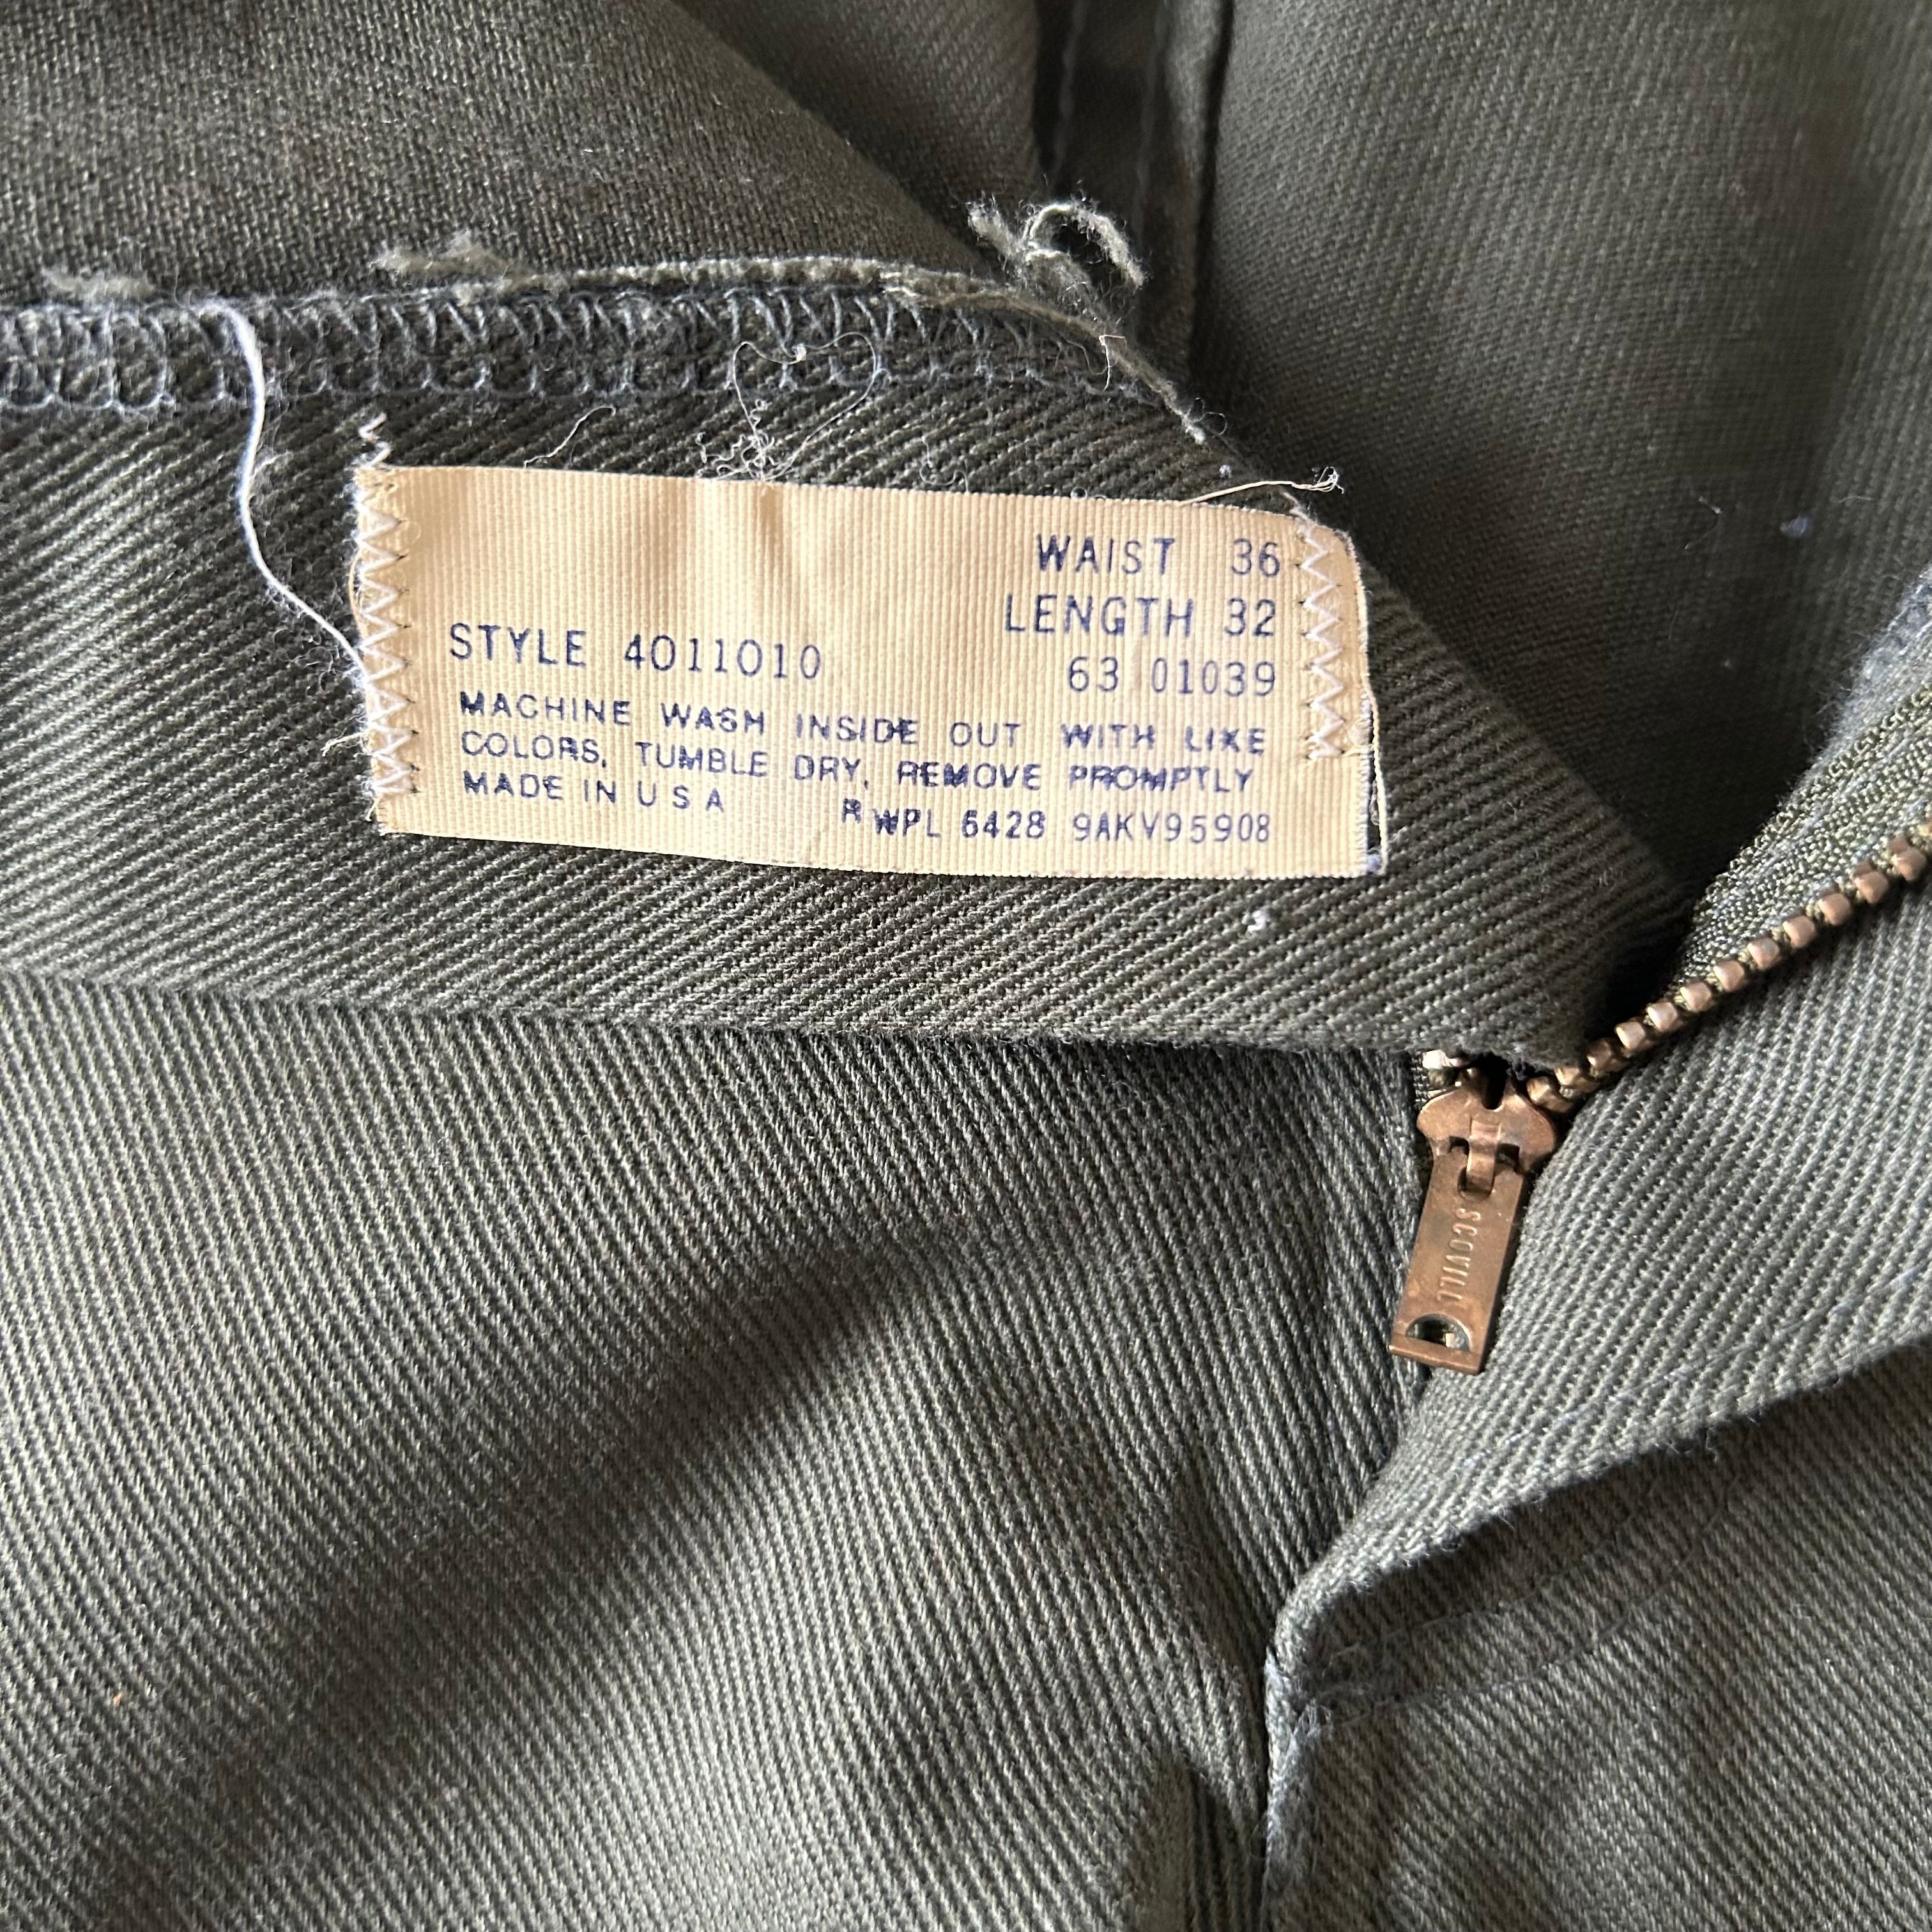 WAIST 36
LENGTH 32
STYLE 4011010
63 01039
MACHINE WASH INSIDE OUT WITH LIKE
COLORS, TUMBLE DRY, REMOVE PROMPTLY
MADE IN U S A R WPL 6428 9AKV95908
SCOVILL